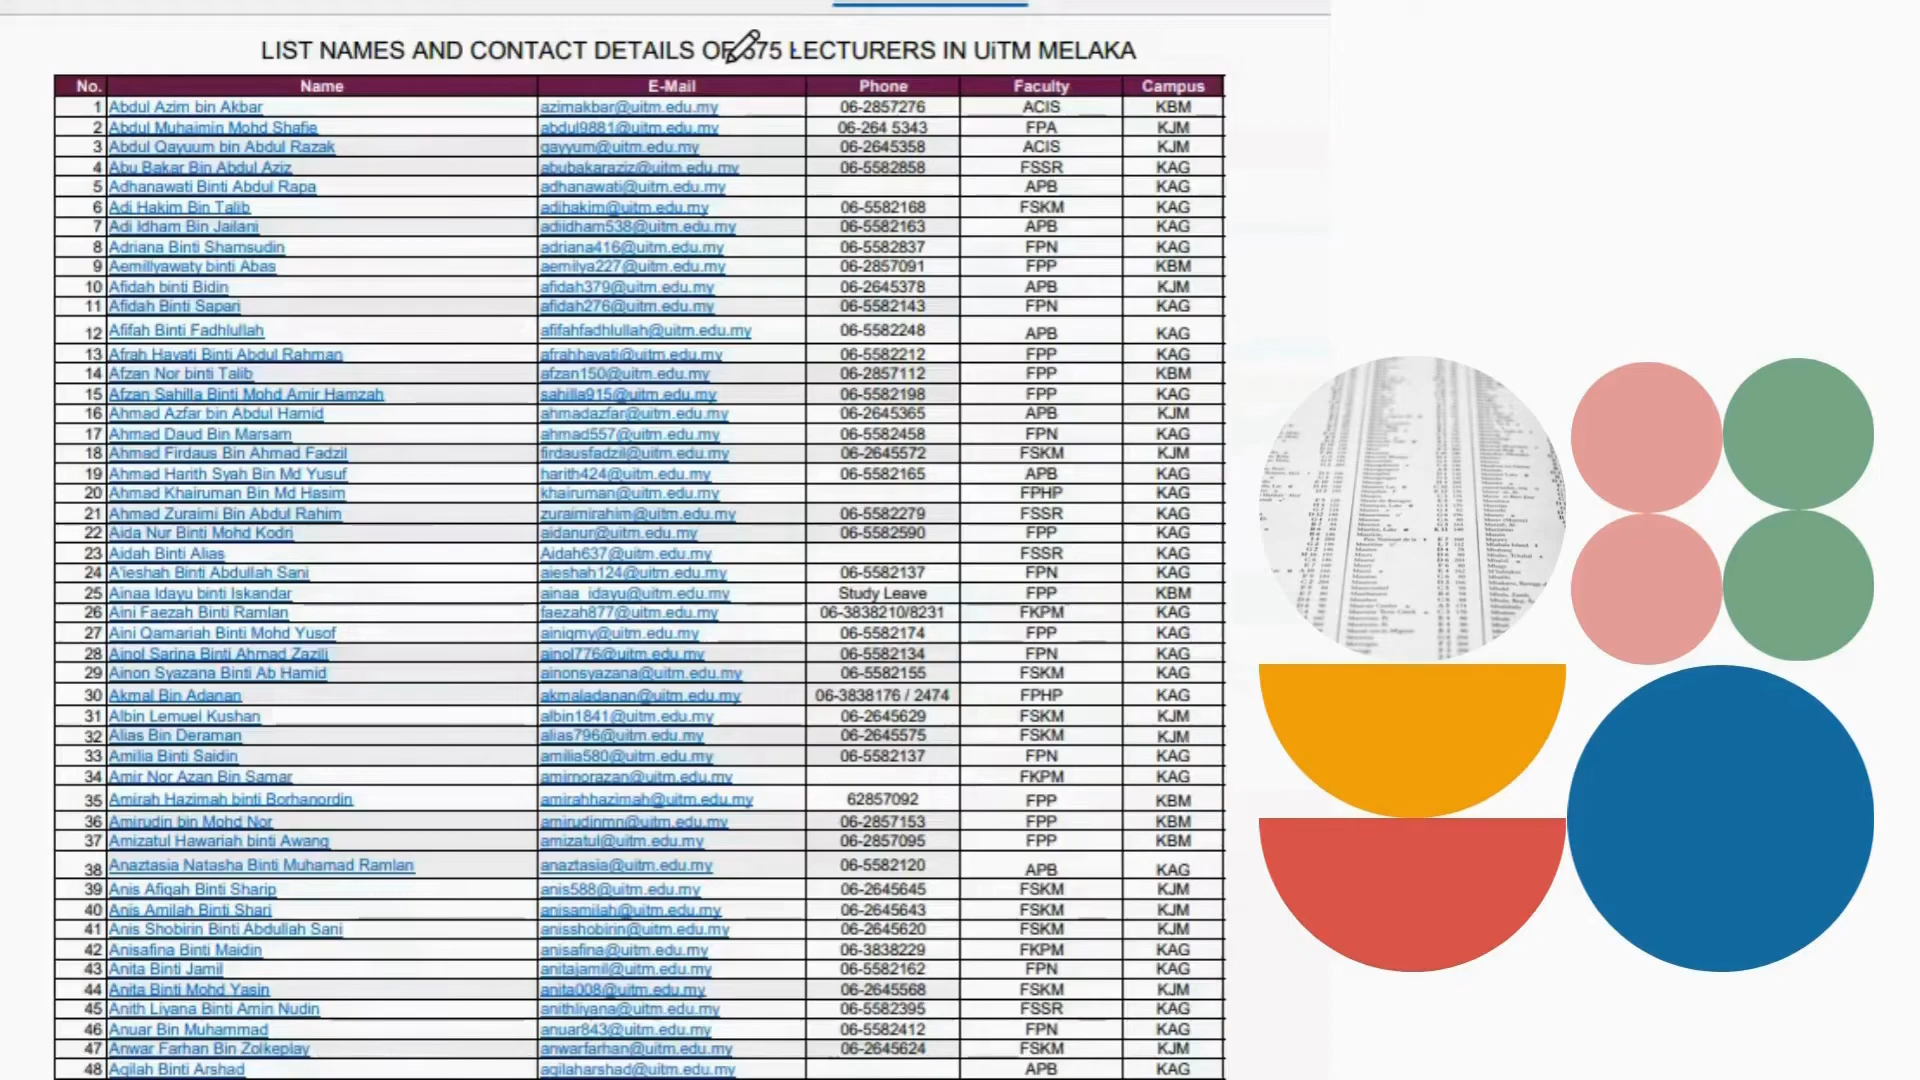 LIST NAMES AND CONTACT DETAILS OF 575 LECTURERS IN UiTM MELAKA
No. Name E-Mail Phone Faculty Campus
1 Abdul Azim bin Akbar azimakbar@uitm.edu.my 06-2857276 ACIS KBM
2 Abdul Muhaimin Mohd Shafie abdul9881@uitm.edu.my 06-264 5343 FPA KJM
3 Abdul Qayuum bin Abdul Razak qayyum@uitm.edu.my 06-2645358 ACIS KJM
4 Abu Bakar Bin Abdul Aziz abubakaraziz@uitm.edu.my 06-5582858 FSSR KAG
5 Adhanawati Binti Abdul Rapa adhanawati@uitm.edu.my APB KAG
6 Adi Hakim Bin Talib adihakim@uitm.edu.my 06-5582168 FSKM KAG
7 Adi Idham Bin Jailani adiidham538@uitm.edu.my 06-5582163 APB KAG
8 Adriana Binti Shamsudin adriana416@uitm.edu.my 06-5582837 FPN KAG
9 Aemillyawaty binti Abas aemilya227@uitm.edu.my 06-2857091 FPP KBM
10 Afidah binti Bidin afidah379@uitm.edu.my 06-2645378 APB KJM
11 Afidah Binti Sapari afidah276@uitm.edu.my 06-5582143 FPN KAG
12 Afifah Binti Fadhlullah afifahfadhlullah@uitm.edu.my 06-5582248 APB KAG
13 Afrah Hayati Binti Abdul Rahman afrahhayati@uitm.edu.my 06-5582212 FPP KAG
14 Afzan Nor binti Talib afzan150@uitm.edu.my 06-2857112 FPP KBM
15 Afzan Sahilla Binti Mohd Amir Hamzah sahilla915@uitm.edu.my 06-5582198 FPP KAG
16 Ahmad Azfar bin Abdul Hamid ahmadazfar@uitm.edu.my 06-2645365 APB KJM
17 Ahmad Daud Bin Marsam ahmad557@uitm.edu.my 06-5582458 FPN KAG
18 Ahmad Firdaus Bin Ahmad Fadzil firdausfadzil@uitm.edu.my 06-2645572 FSKM KJM
19 Ahmad Harith Syah Bin Md Yusuf harith424@uitm.edu.my 06-5582165 APB KAG
20 Ahmad Khairuman Bin Md Hasim khairuman@uitm.edu.my FPHP KAG
21 Ahmad Zuraimi Bin Abdul Rahim zuraimirahim@uitm.edu.my 06-5582279 FSSR KAG
22 Aida Nur Binti Mohd Kodri aidanur@uitm.edu.my 06-5582590 FPP KAG
23 Aidah Binti Alias Aidah637@uitm.edu.my FSSR KAG
24 A'ieshah Binti Abdullah Sani aieshah124@uitm.edu.my 06-5582137 FPN KAG
25 Ainaa Idayu binti Iskandar ainaa_idayu@uitm.edu.my Study Leave FPP KBM
26 Aini Faezah Binti Ramlan faezah877@uitm.edu.my 06-3838210/8231 FKPM KAG
27 Aini Qamariah Binti Mohd Yusof ainiqmy@uitm.edu.my 06-5582174 FPP KAG
28 Ainol Sarina Binti Ahmad Zazili ainol776@uitm.edu.my 06-5582134 FPN KAG
29 Ainon Syazana Binti Ab Hamid ainonsyazana@uitm.edu.my 06-5582155 FSKM KAG
30 Akmal Bin Adanan akmaladanan@uitm.edu.my 06-3838176 / 2474 FPHP KAG
31 Albin Lemuel Kushan albin1841@uitm.edu.my 06-2645629 FSKM KJM
32 Alias Bin Deraman alias796@uitm.edu.my 06-2645575 FSKM KJM
33 Amilia Binti Saidin amilia580@uitm.edu.my 06-5582137 FPN KAG
34 Amir Nor Azan Bin Samar amirnorazan@uitm.edu.my FKPM KAG
35 Amirah Hazimah binti Borhanordin amirahhazimah@uitm.edu.my 62857092 FPP KBM
36 Amirudin bin Mohd Nor amirudinmn@uitm.edu.my 06-2857153 FPP KBM
37 Amizatul Hawariah binti Awang amizatul@uitm.edu.my 06-2857095 FPP KBM
38 Anaztasia Natasha Binti Muhamad Ramlan anaztasia@uitm.edu.my 06-5582120 APB KAG
39 Anis Afiqah Binti Sharip anis588@uitm.edu.my 06-2645645 FSKM KJM
40 Anis Amilah Binti Shari anisamilah@uitm.edu.my 06-2645643 FSKM KJM
41 Anis Shobirin Binti Abdullah Sani anisshobirin@uitm.edu.my 06-2645620 FSKM KJM
42 Anisafina Binti Maidin anisafina@uitm.edu.my 06-3838229 FKPM KAG
43 Anita Binti Jamil anitajamil@uitm.edu.my 06-5582162 FPN KAG
44 Anita Binti Mohd Yasin anita008@uitm.edu.my 06-2645568 FSKM KJM
45 Anith Liyana Binti Amin Nudin anithliyana@uitm.edu.my 06-5582395 FSSR KAG
46 Anuar Bin Muhammad anuar843@uitm.edu.my 06-5582412 FPN KAG
47 Anwar Farhan Bin Zolkeplay anwarfarhan@uitm.edu.my 06-2645624 FSKM KJM
48 Aqilah Binti Arshad aqilaharshad@uitm.edu.my APB KAG